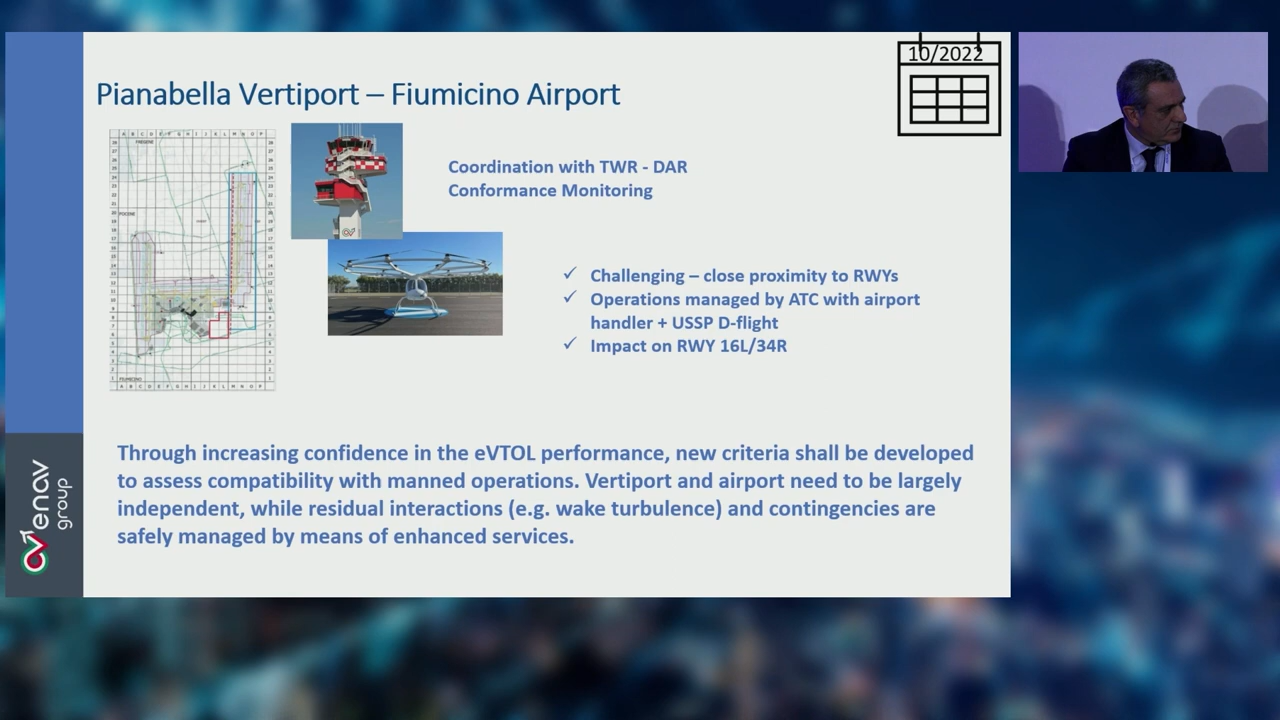 10/2022
Pianabella Vertiport – Fiumicino Airport
Coordination with TWR - DAR
Conformance Monitoring
✓ Challenging – close proximity to RWYs
✓ Operations managed by ATC with airport
handler + USSP D-flight
✓ Impact on RWY 16L/34R
Through increasing confidence in the eVTOL performance, new criteria shall be developed
to assess compatibility with manned operations. Vertiport and airport need to be largely
independent, while residual interactions (e.g. wake turbulence) and contingencies are
safely managed by means of enhanced services.
enav
group